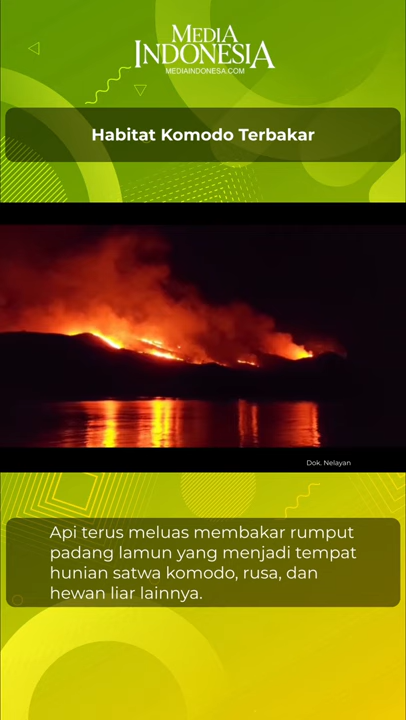 MEDIA
INDONESIA
MEDIAINDONESA.COM
Habitat Komodo Terbakar
Dok. Nelayan
Api terus meluas membakar rumput
padang lamun yang menjadi tempat
hunian satwa komodo, rusa, dan
hewan liar lainnya.